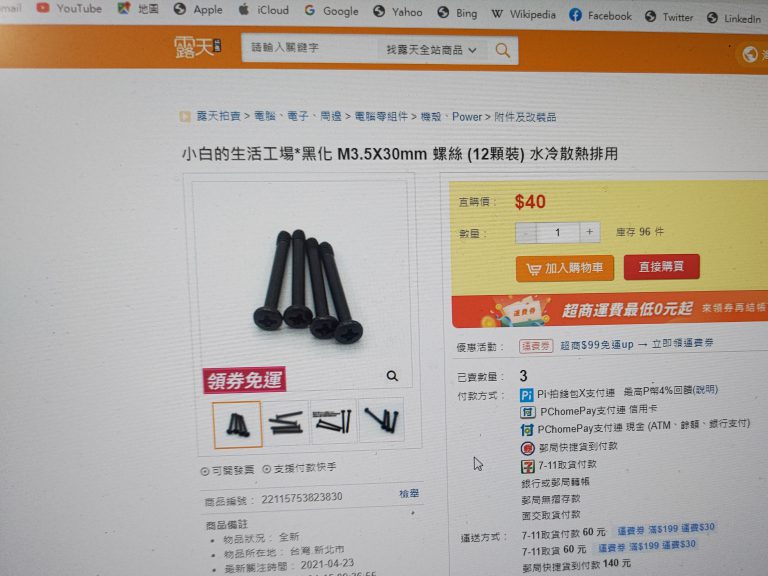 mail YouTube 地圖 Apple iCloud Google Yahoo Bing Wikipedia Facebook Twitter LinkedIn
露天 請輸入關鍵字 找露天全站商品
露天拍賣 > 電腦、電子、周邊 > 電腦零組件 > 機殼、Power > 附件及改裝品
小白的生活工場*黑化 M3.5X30mm 螺絲 (12顆裝) 水冷散熱排用
直購價： $40
數量： - 1 + 庫存 96 件
加入購物車 直接購買
運費券 超商運費最低0元起 來領券再結帳
優惠活動： 運費券 超商$99免運up → 立即領運費券
領券免運
已賣數量： 3
付款方式： Pi Pi 拍錢包X支付連 最高P幣4%回饋(說明)
PChomePay支付連 信用卡
PChomePay支付連 現金 (ATM、餘額、銀行支付)
郵局快捷貨到付款
7-11取貨付款
銀行或郵局轉帳
郵局無摺存款
面交取貨付款
可開發票 支援付款快手
商品編號： 22115753823830 檢舉
商品備註
物品狀況： 全新
物品所在地： 台灣.新北市
最新關注時間： 2021-04-23
運送方式： 7-11取貨付款 60 元 運費券 滿$199 運費$30
7-11取貨 60 元 運費券 滿$199 運費$30
郵局快捷貨到付款 140 元